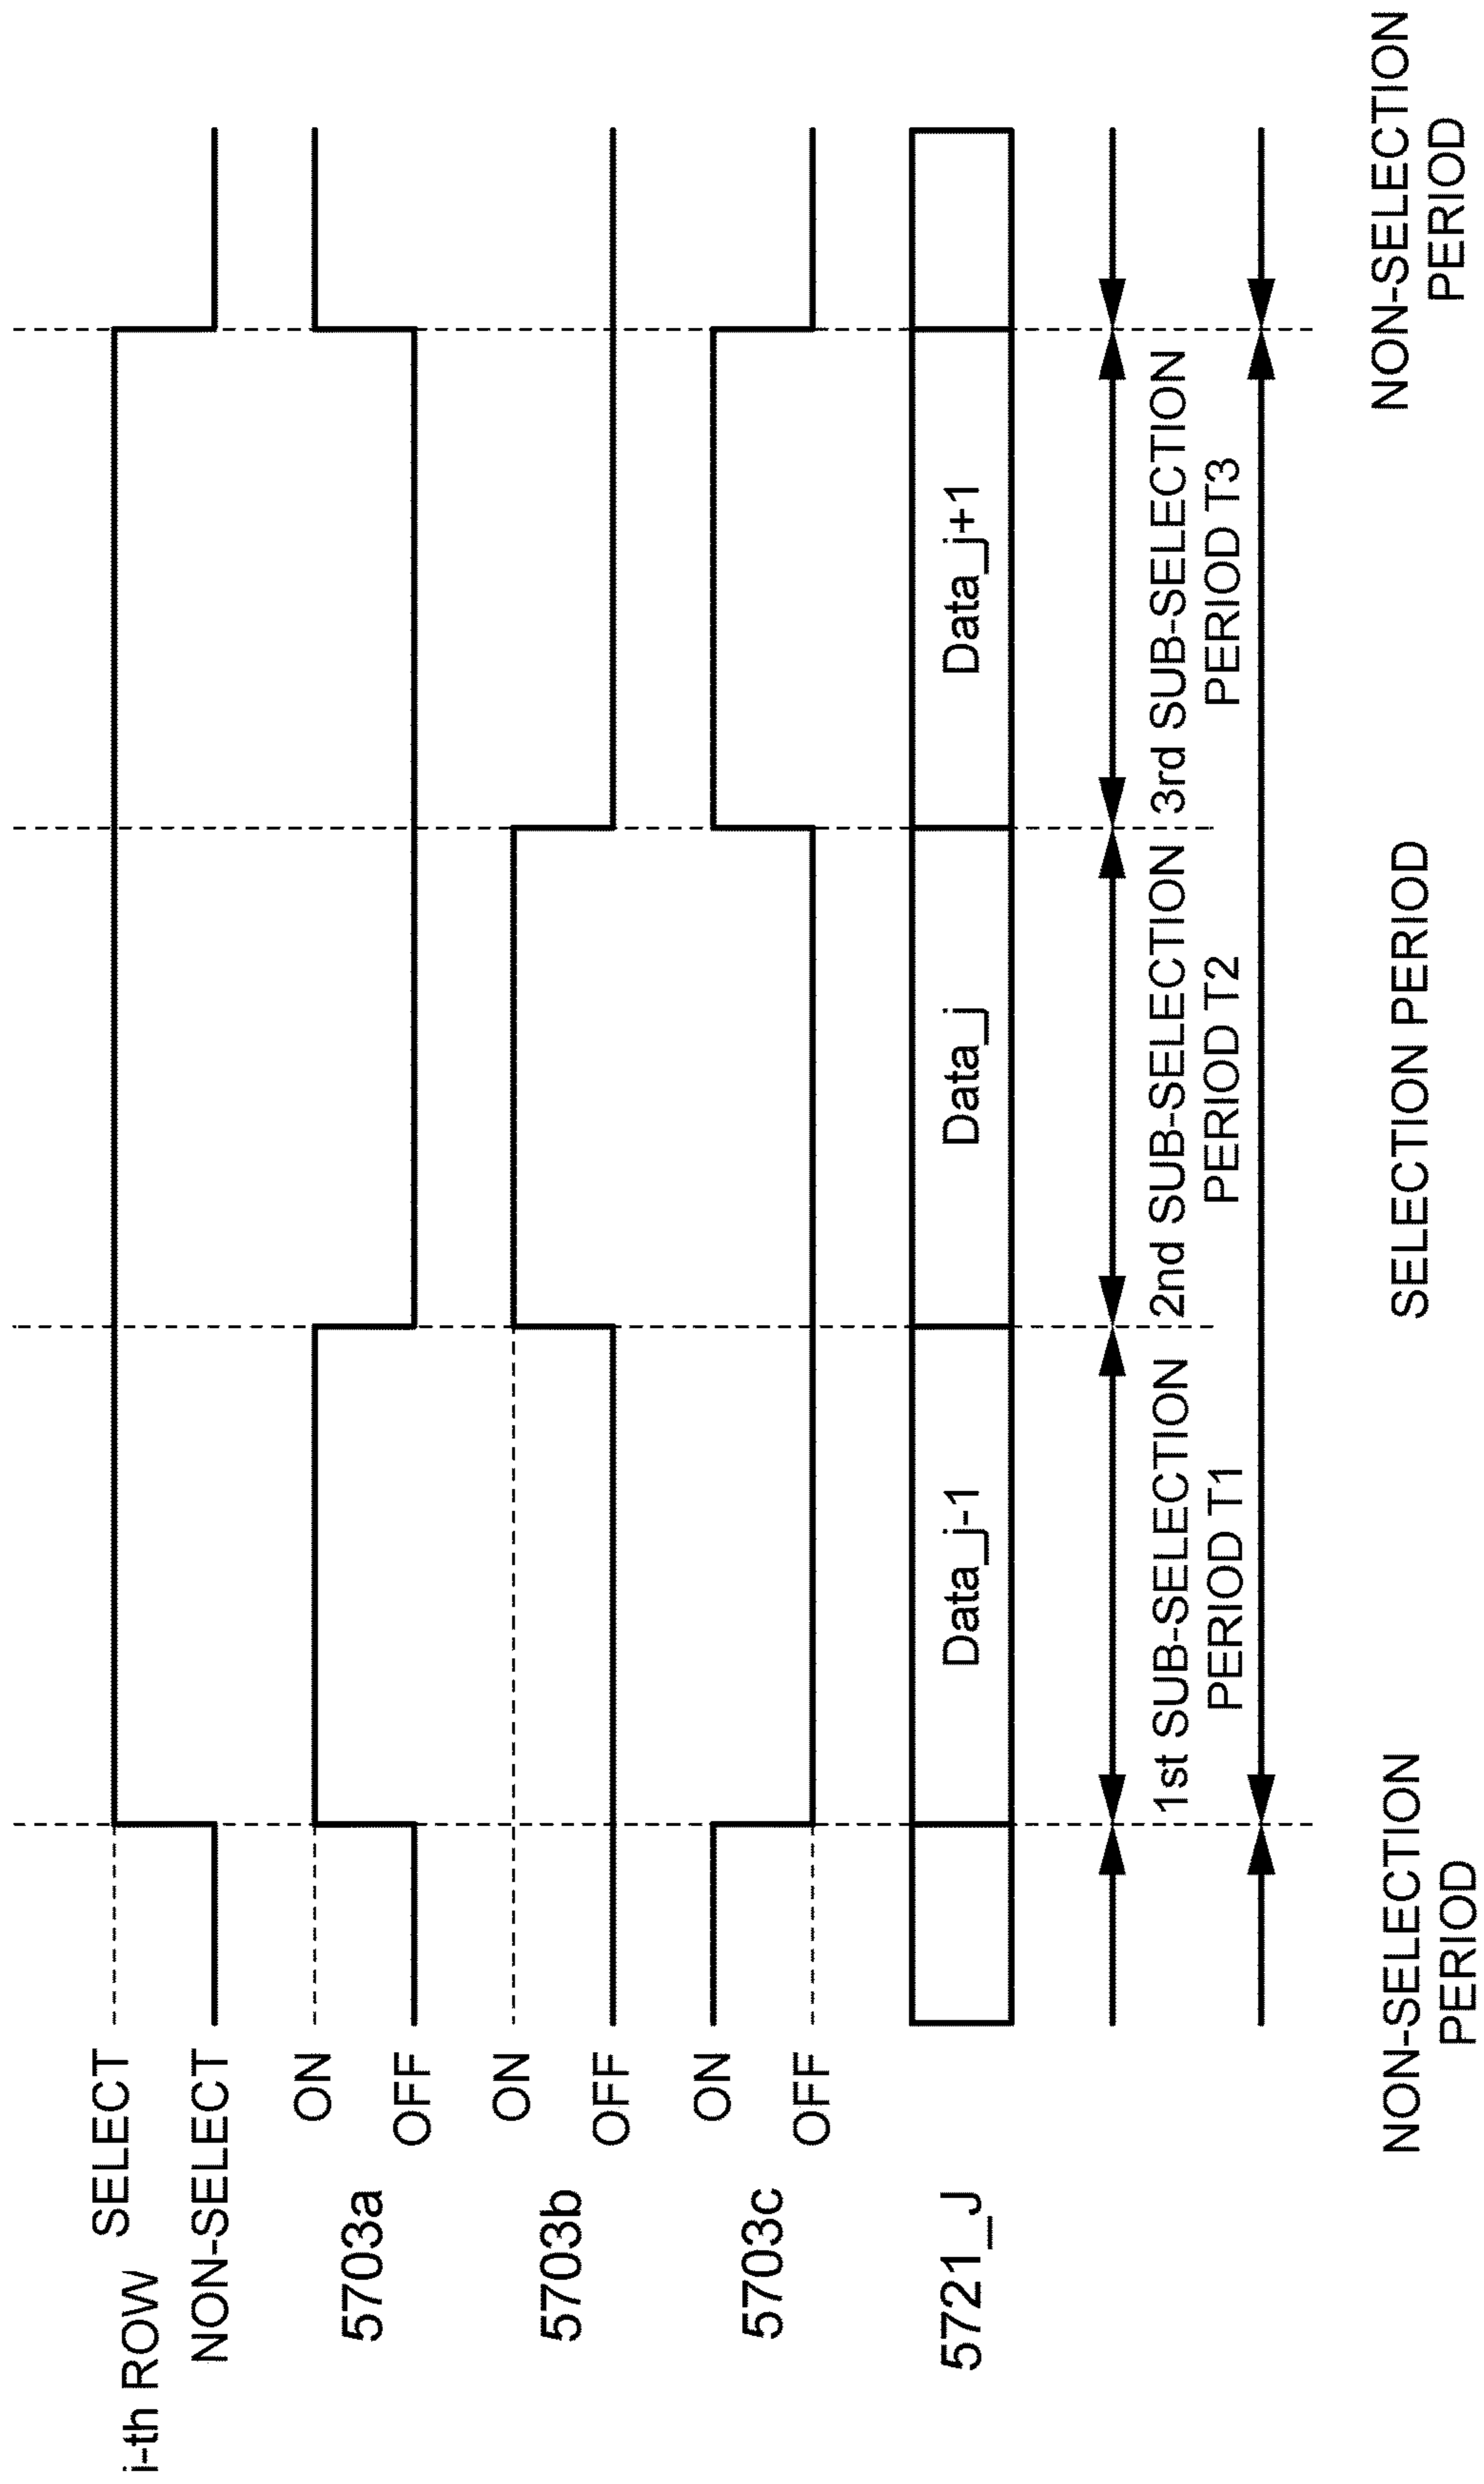 i-th ROW
SELECT
NON-SELECT
5703a
ON
OFF
5703b
ON
OFF
5703c
ON
OFF
5721_J
Data_j-1
Data_j
Data_j+1
1st SUB-SELECTION
PERIOD T1
2nd SUB-SELECTION
PERIOD T2
3rd SUB-SELECTION
PERIOD T3
NON-SELECTION
PERIOD
SELECTION PERIOD
NON-SELECTION
PERIOD